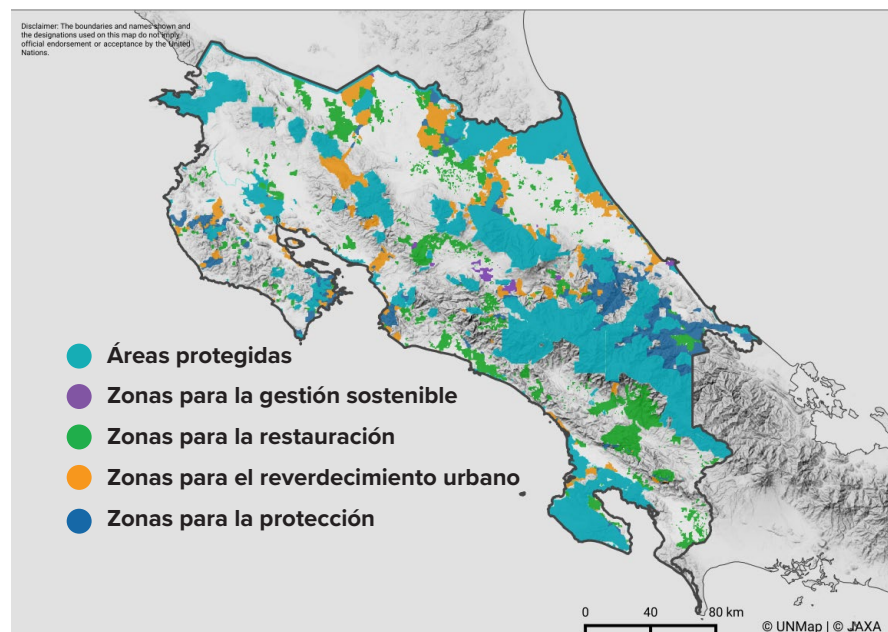 Disclaimer: The boundaries and names shown and
the designations used on this map do not imply
official endorsement or acceptance by the United
Nations.
Áreas protegidas
Zonas para la gestión sostenible
Zonas para la restauración
Zonas para el reverdecimiento urbano
Zonas para la protección
0 40 80 km
© UNMap | © JAXA